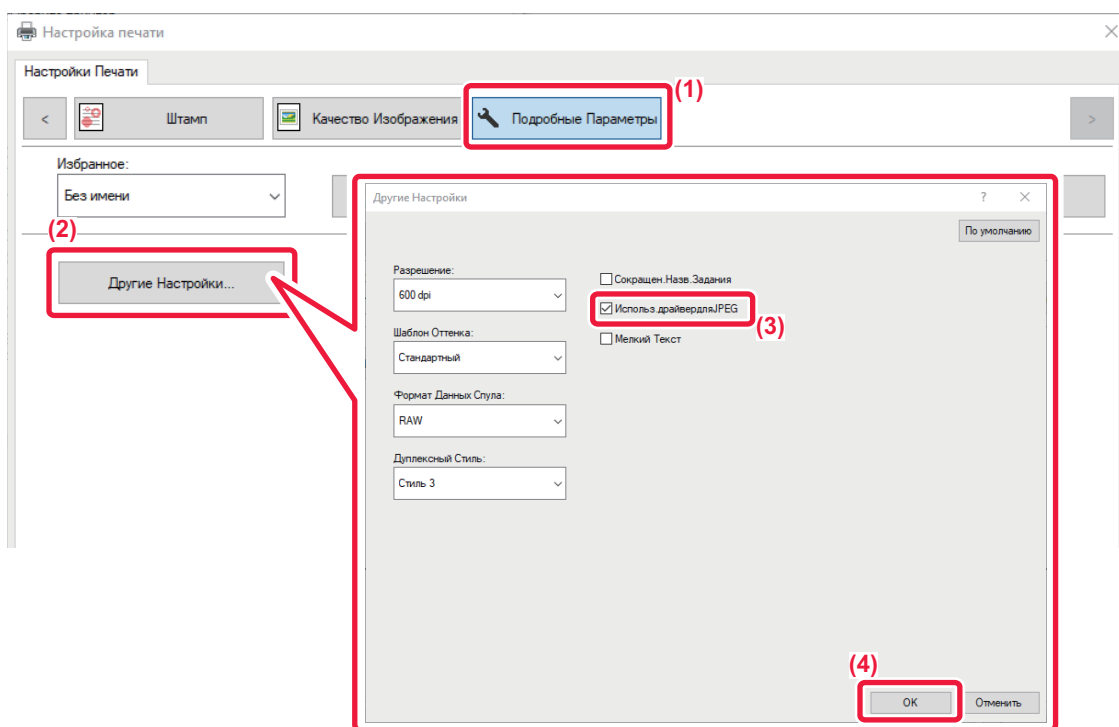 Настройка печати
Настройки Печати
(1)
<
Штамп
Качество Изображения
Подробные Параметры
>
Избранное:
Без имени
(2)
Другие Настройки...
Другие Настройки
?
По умолчанию
Разрешение:
600 dpi
Сокращен.Назв.Задания
Использ.драйвердляJPEG
(3)
Шаблон Оттенка:
Мелкий Текст
Стандартный
Формат Данных Спула:
RAW
Дуплексный Стиль:
Стиль 3
(4)
OK
Отменить